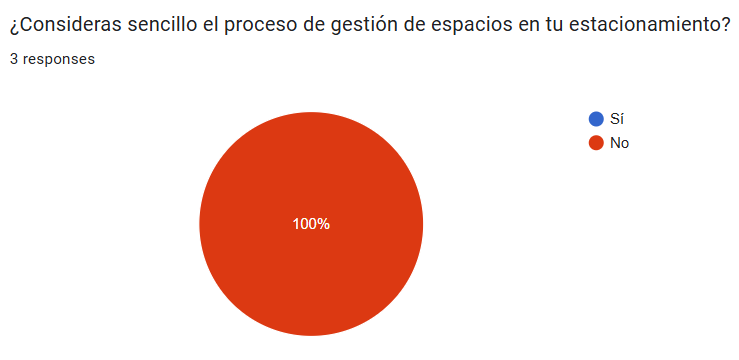 ¿Consideras sencillo el proceso de gestión de espacios en tu estacionamiento?
3 responses
Sí
No
100%